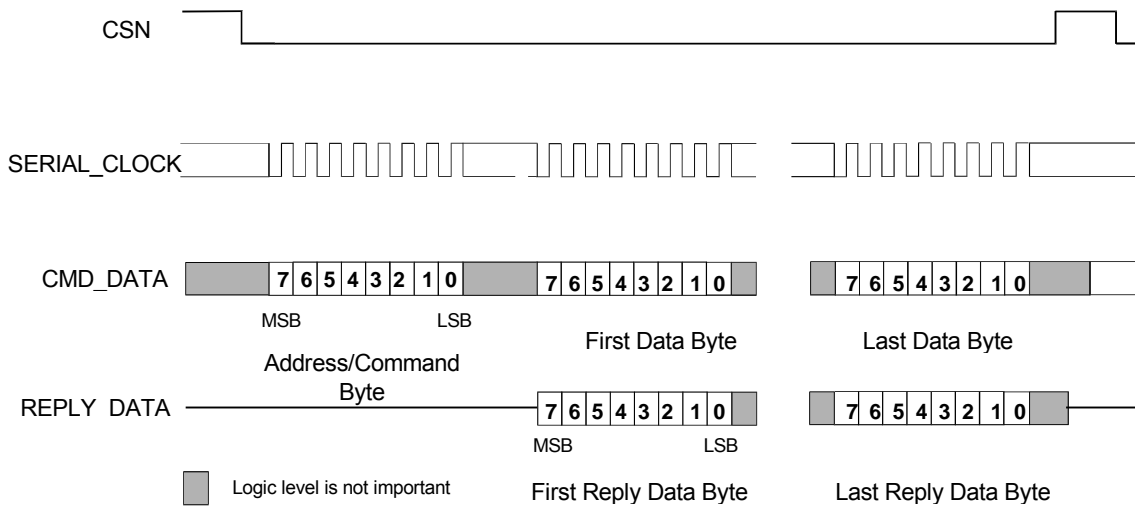 CSN
SERIAL_CLOCK
CMD_DATA
7 6 5 4 3 2 1 0
7 6 5 4 3 2 1 0
7 6 5 4 3 2 1 0
MSB
LSB
First Data Byte
Last Data Byte
Address/Command
Byte
REPLY_DATA
7 6 5 4 3 2 1 0
7 6 5 4 3 2 1 0
MSB
LSB
Logic level is not important
First Reply Data Byte
Last Reply Data Byte